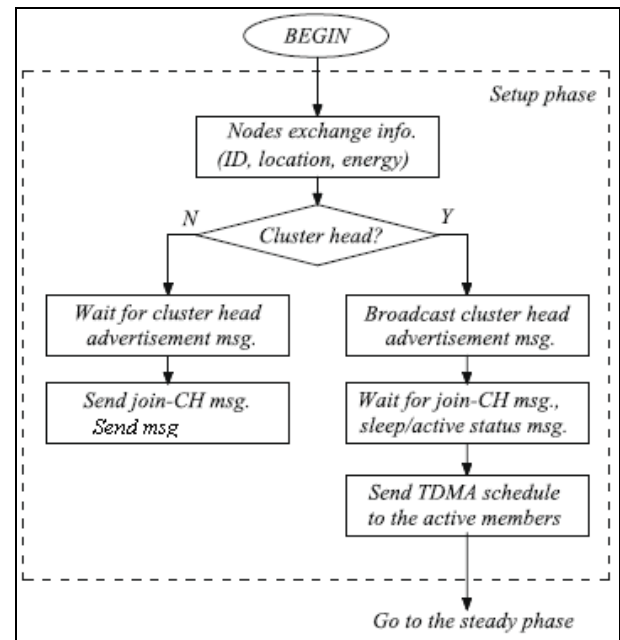 BEGIN
Setup phase
Nodes exchange info.
(ID, location, energy)
N
Y
Cluster head?
Wait for cluster head
advertisement msg.
Broadcast cluster head
advertisement msg.
Send join-CH msg.
Send msg
Wait for join-CH msg.,
sleep/active status msg.
Send TDMA schedule
to the active members
Go to the steady phase